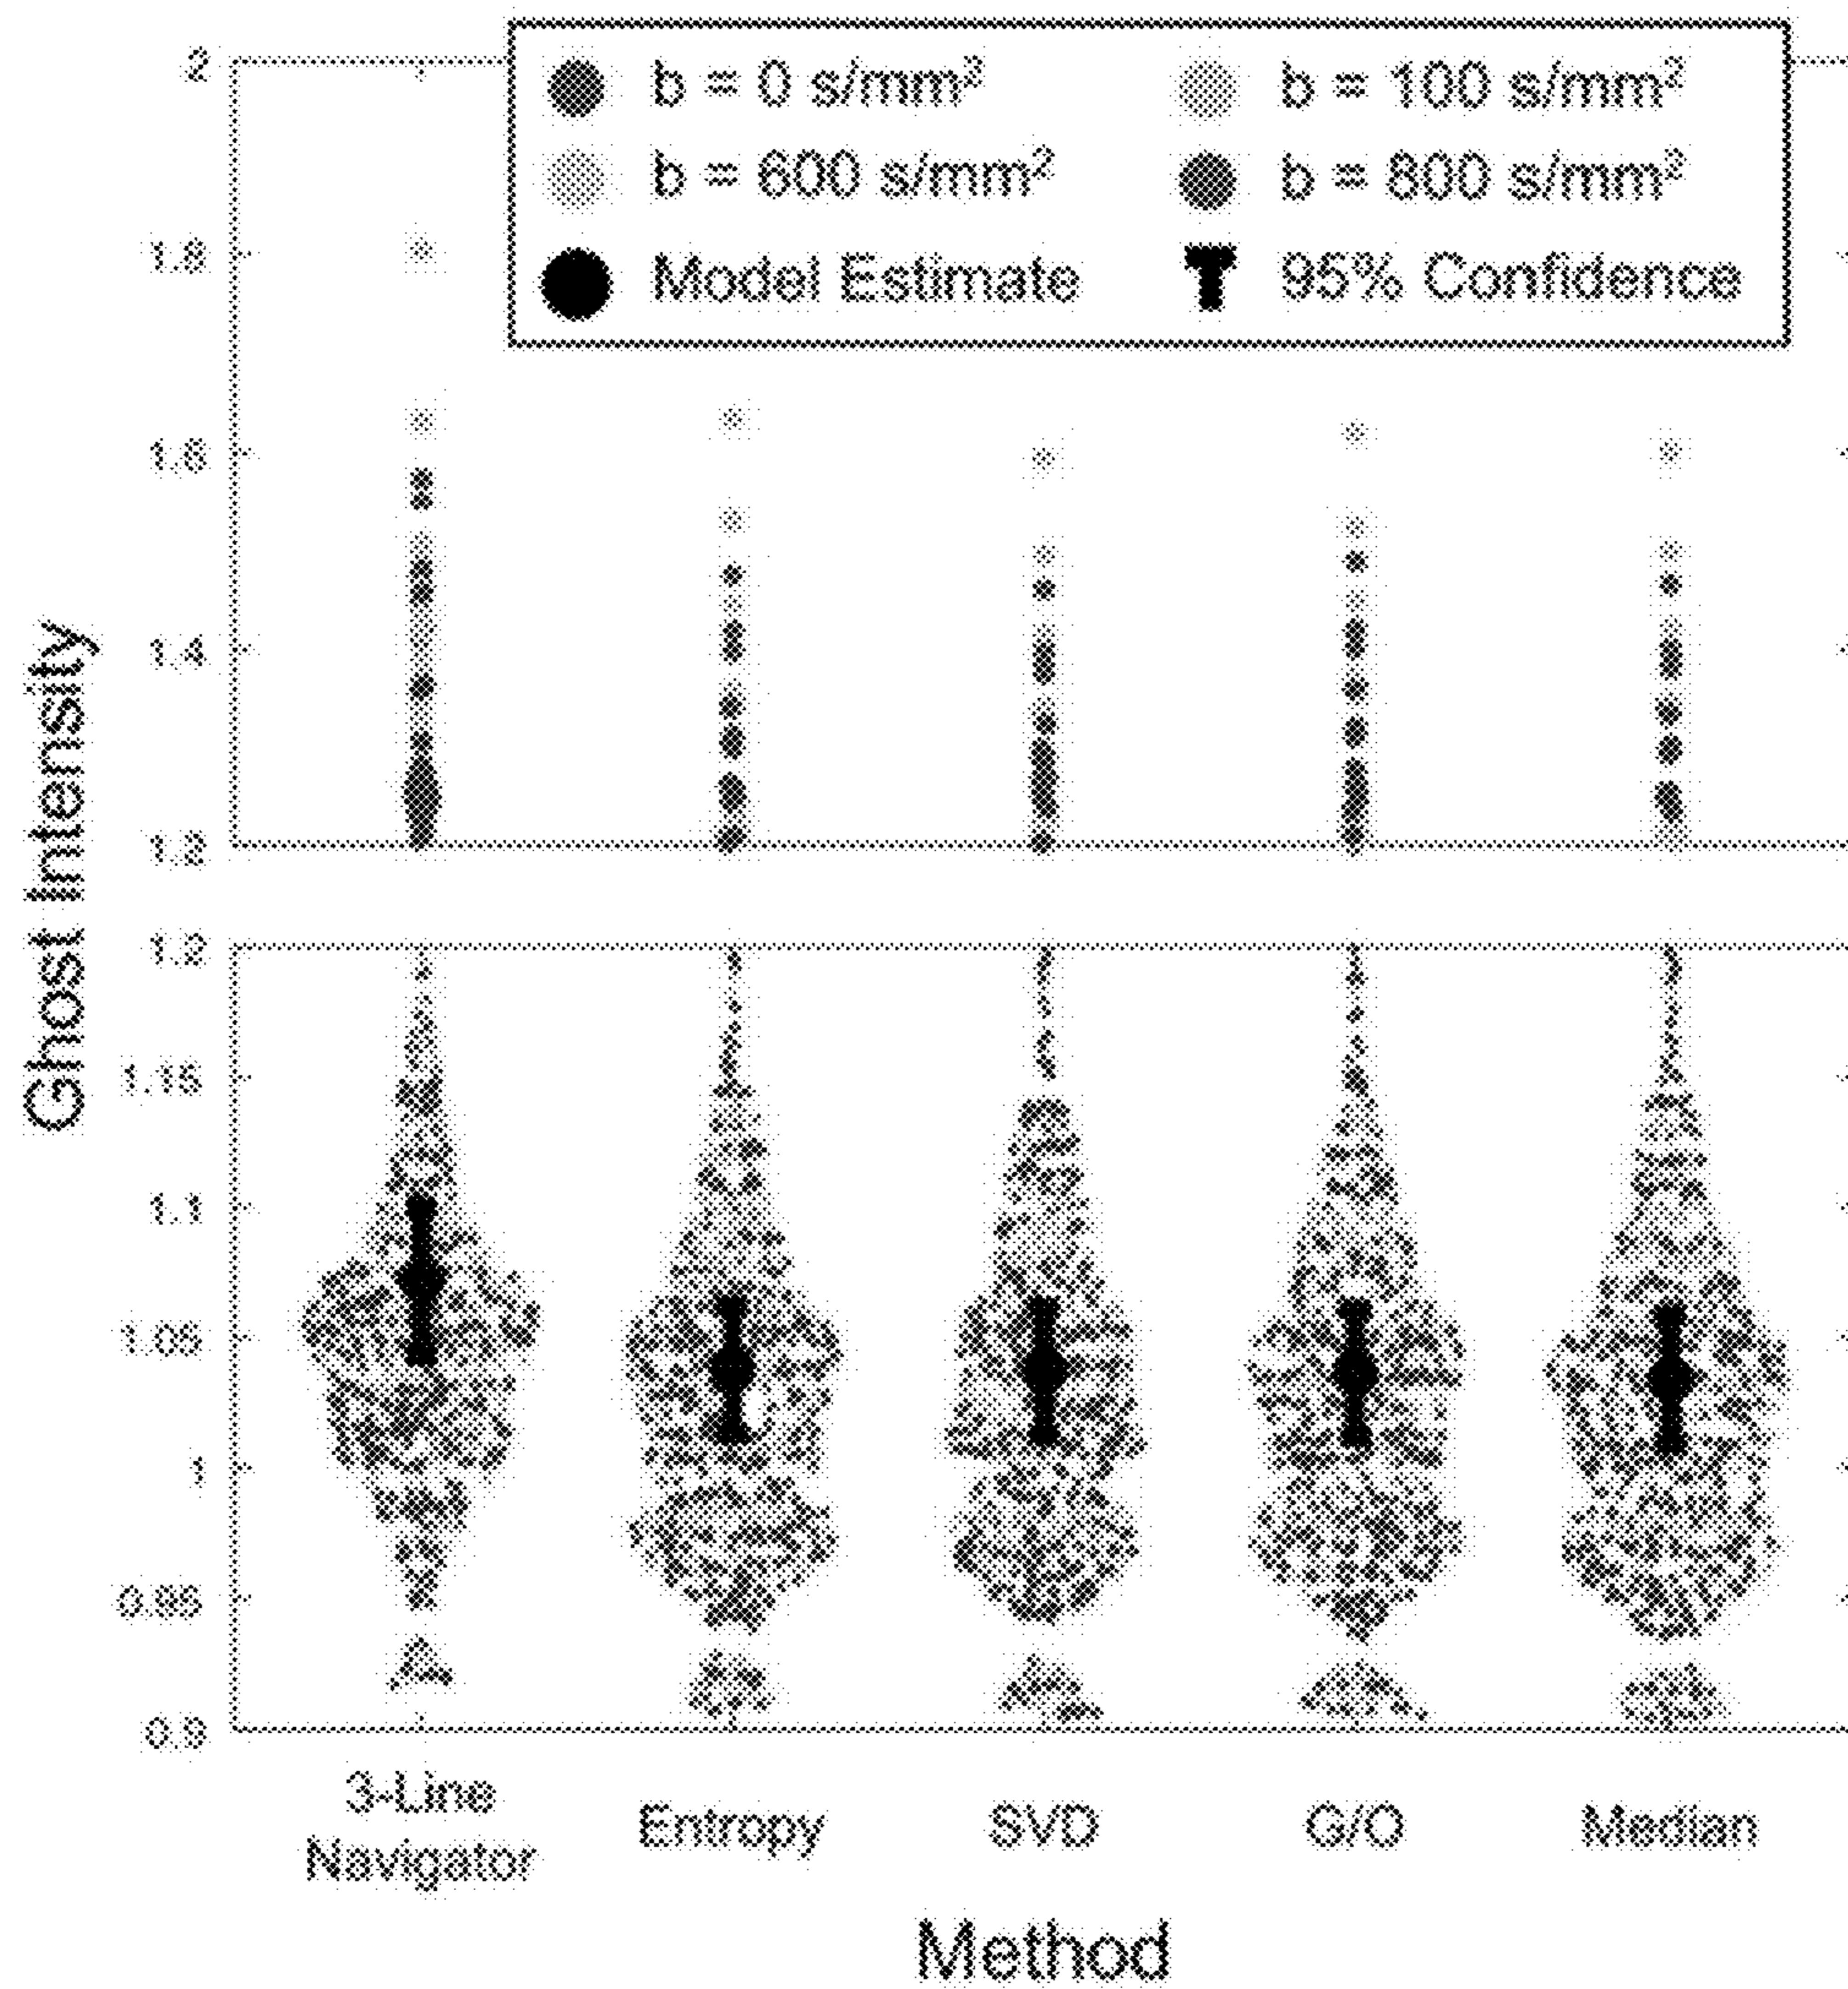 2
b = 0 s/mm²
b = 100 s/mm²
b = 600 s/mm²
b = 800 s/mm²
Model Estimate
95% Confidence
1.8
1.6
1.4
1.2
Ghost Intensity
1.2
1.15
1.1
1.05
1
0.95
0.9
3-Line Navigator
Entropy
SVD
G/O
Median
Method